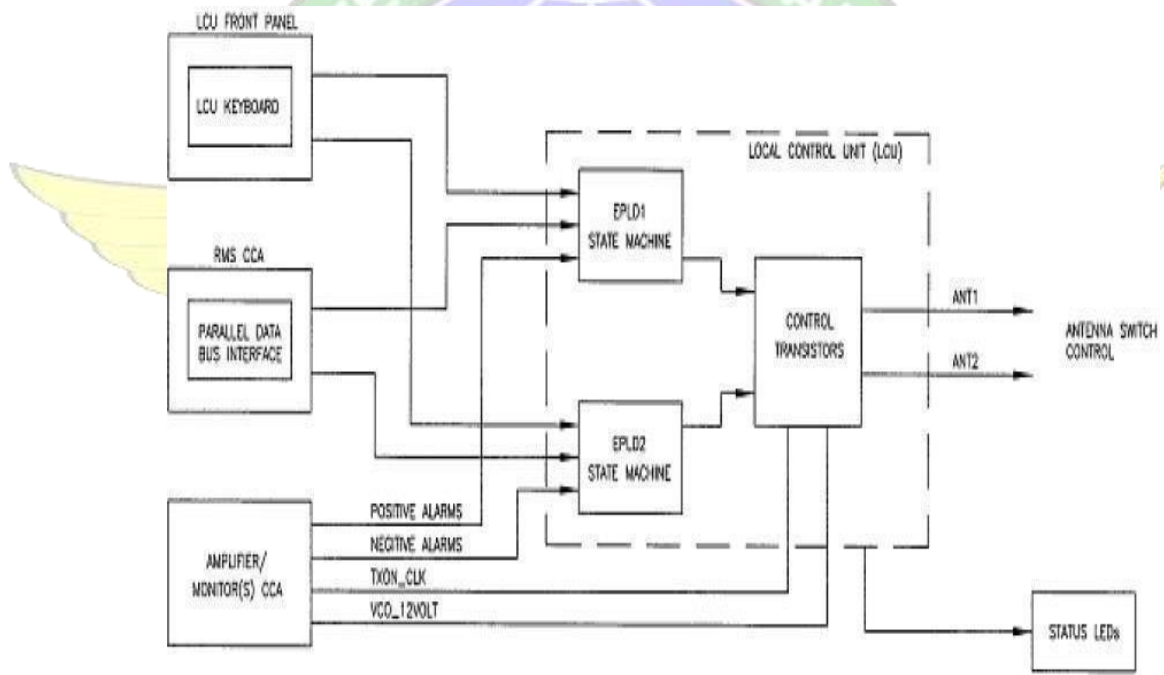 LCU FRONT PANEL
LCU KEYBOARD
LOCAL CONTROL UNIT (LCU)
EPLD1
STATE MACHINE
RMS CCA
PARALLEL DATA
BUS INTERFACE
CONTROL
TRANSISTORS
ANT1
ANT2
ANTENNA SWITCH
CONTROL
EPLD2
STATE MACHINE
AMPLIFIER/
MONITOR(S) CCA
POSITIVE ALARMS
NEGITIVE ALARMS
TXON_CLK
VCO_12VOLT
STATUS LEDs